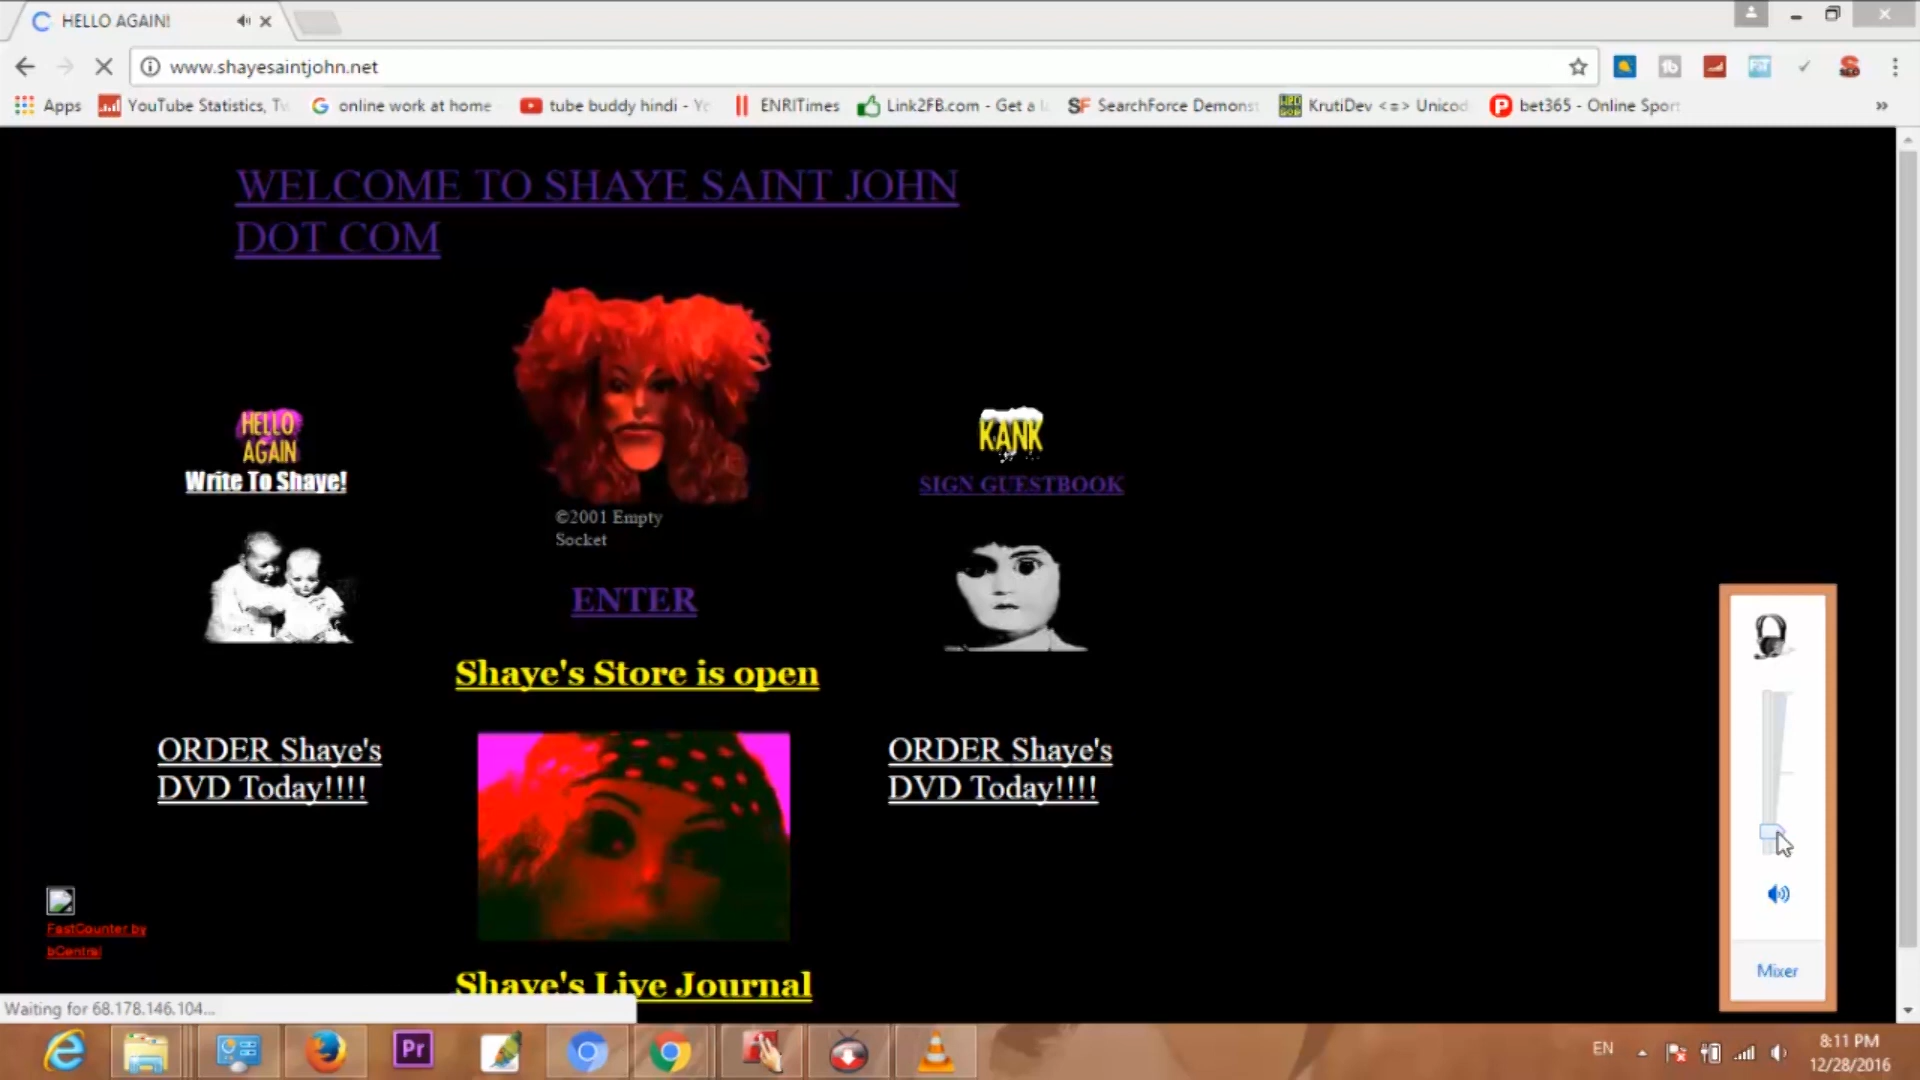 HELLO AGAIN!
www.shayesaintjohn.net
Apps YouTube Statistics, Tw online work at home tube buddy hindi - Yo ENRITimes Link2FB.com - Get a l SearchForce Demonst KrutiDev <=> Unicod bet365 - Online Sport
WELCOME TO SHAYE SAINT JOHN
DOT COM
HELLO
AGAIN
Write To Shaye!
KANK
SIGN GUESTBOOK
©2001 Empty
Socket
ENTER
Shaye's Store is open
ORDER Shaye's
DVD Today!!!!
ORDER Shaye's
DVD Today!!!!
FastCounter by
bCentral
Shaye's Live Journal
Mixer
Waiting for 68.178.146.104...
Pr
EN
8:11 PM
12/28/2016